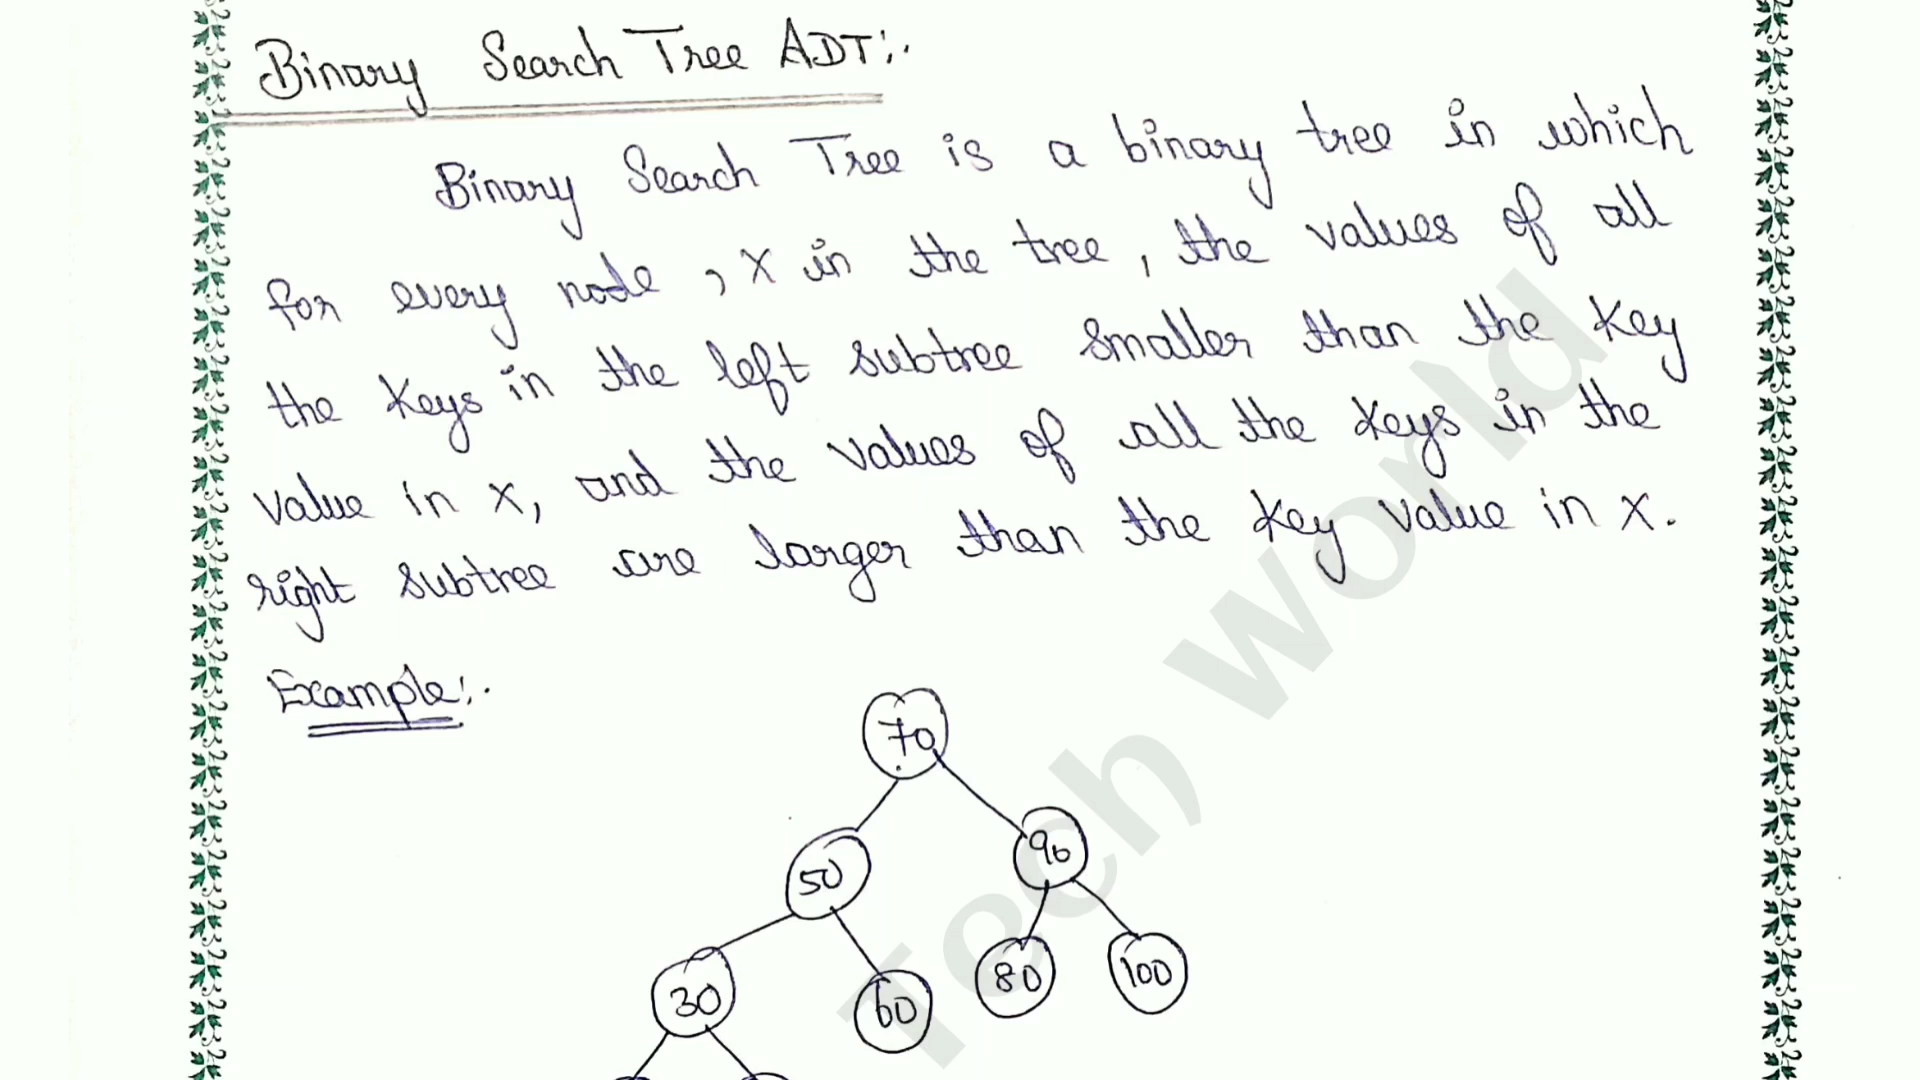 Binary Search Tree ADT:.
Binary Search Tree is a binary tree in which
for every node, X in the tree, the values of all
the keys in the left subtree smaller than the key
value in X, and the values of all the keys in the
right subtree are larger than the key value in X.
Example:.
70
50
90
30
60
80
100
Tech World